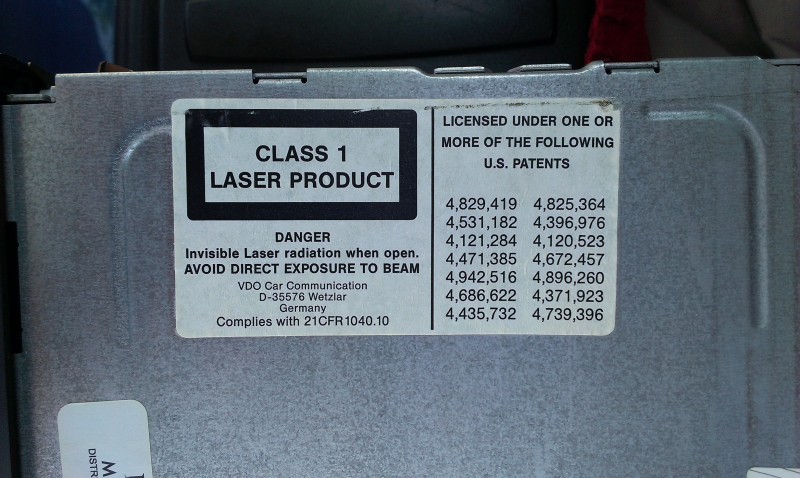 CLASS 1
LASER PRODUCT
DANGER
Invisible Laser radiation when open.
AVOID DIRECT EXPOSURE TO BEAM
VDO Car Communication
D-35576 Wetzlar
Germany
Complies with 21CFR1040.10
LICENSED UNDER ONE OR
MORE OF THE FOLLOWING
U.S. PATENTS
4,829,419 4,825,364
4,531,182 4,396,976
4,121,284 4,120,523
4,471,385 4,672,457
4,942,516 4,896,260
4,686,622 4,371,923
4,435,732 4,739,396